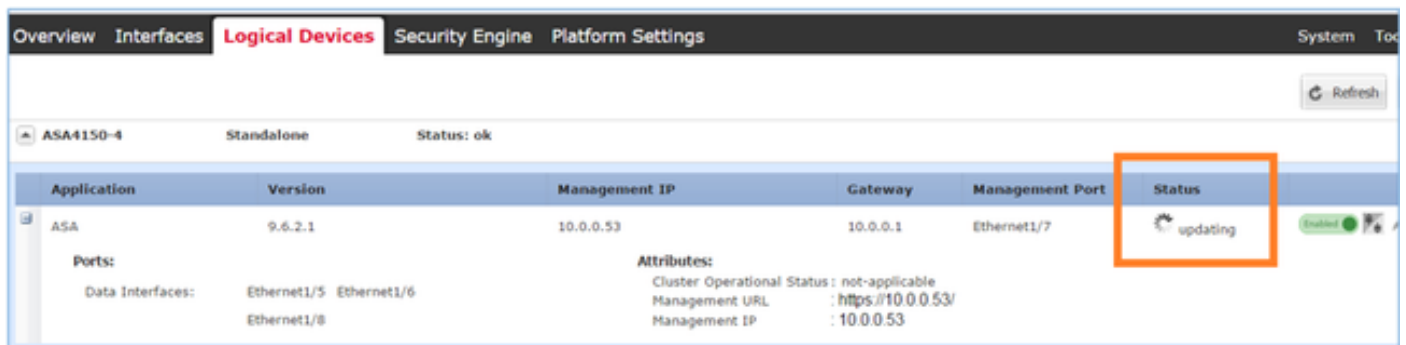 Overview Interfaces Logical Devices Security Engine Platform Settings System
Refresh
ASA4150-4 Standalone Status: ok
Application Version Management IP Gateway Management Port Status
ASA 9.6.2.1 10.0.0.53 10.0.0.1 Ethernet1/7 updating Enabled
Ports: Attributes:
Cluster Operational Status : not-applicable
Data Interfaces: Ethernet1/5 Ethernet1/6 Management URL : https://10.0.0.53/
Ethernet1/8 Management IP : 10.0.0.53